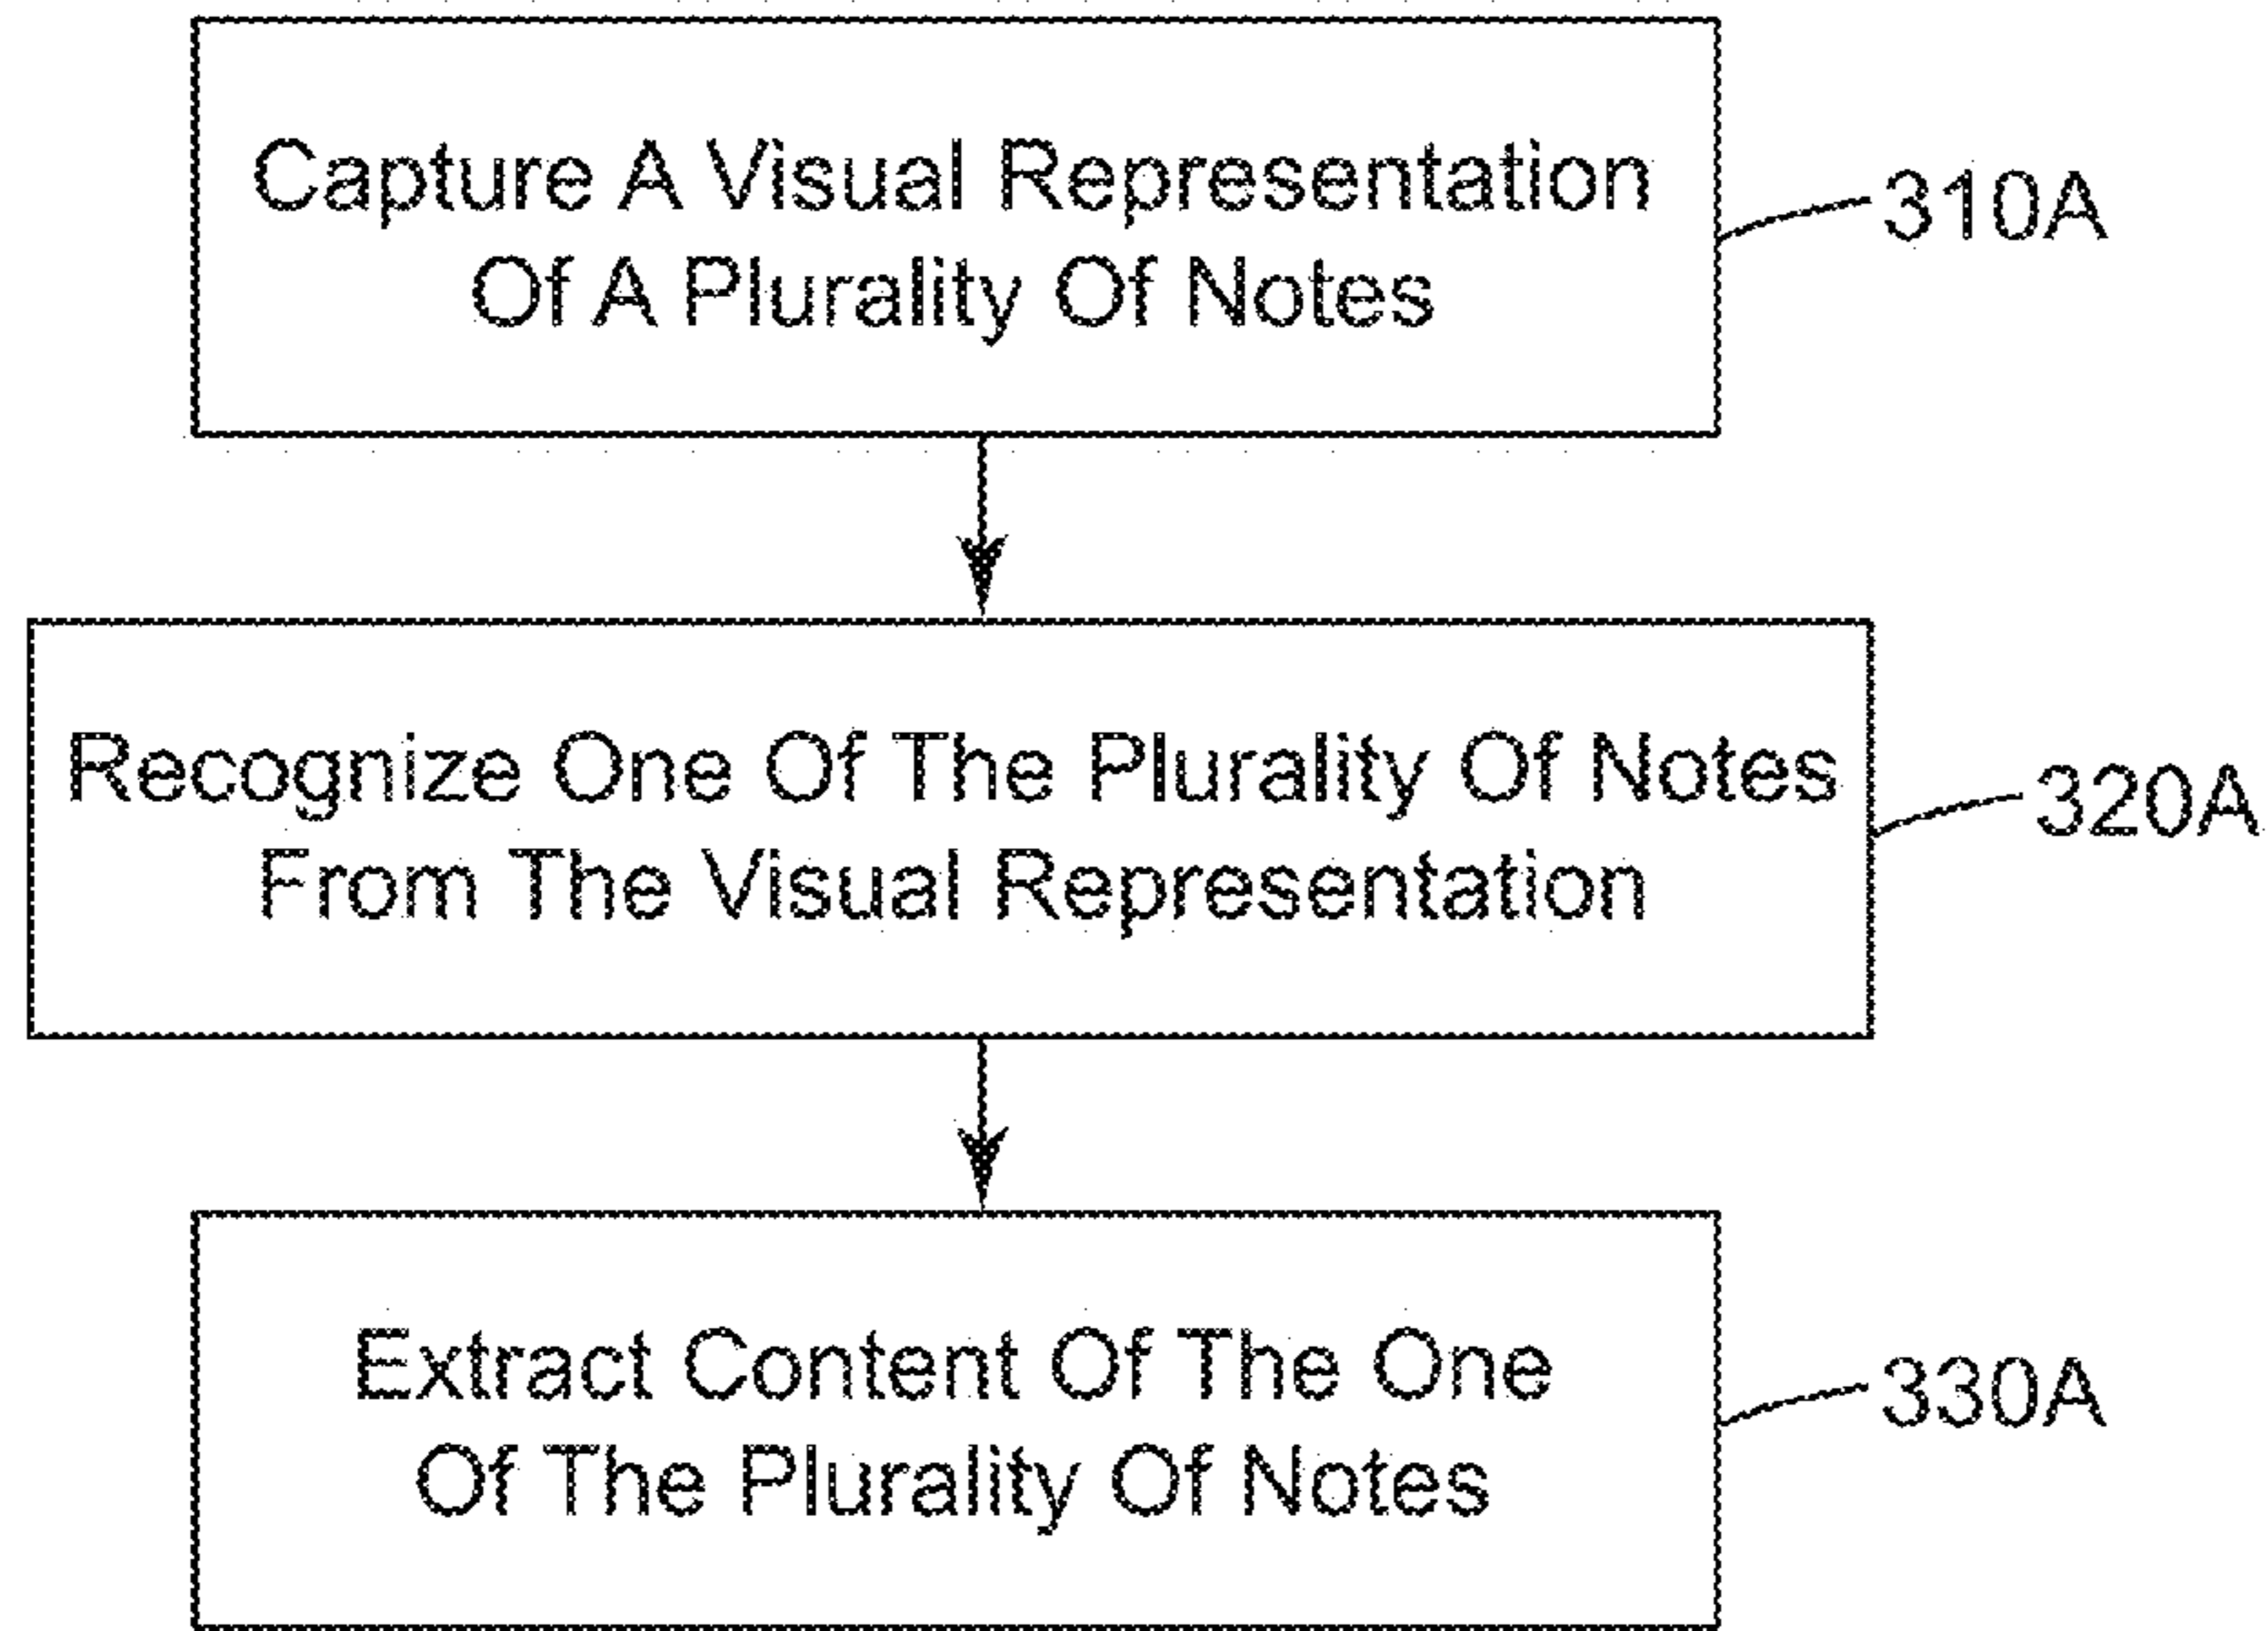 Capture A Visual Representation
Of A Plurality Of Notes
310A
Recognize One Of The Plurality Of Notes
From The Visual Representation
320A
Extract Content Of The One
Of The Plurality Of Notes
330A